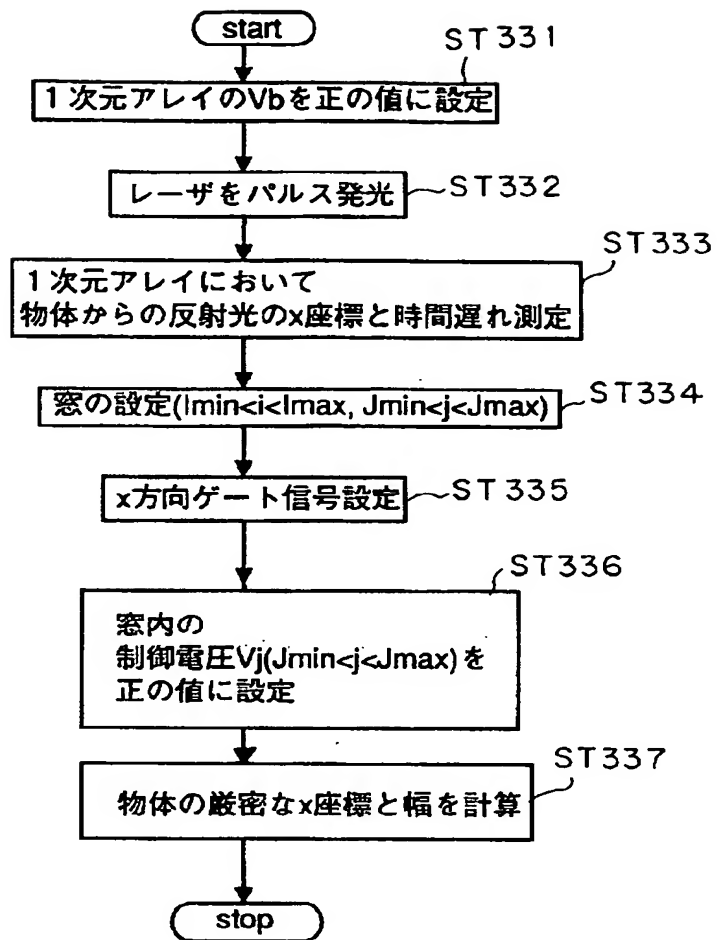 start
ST331
1次元アレイのVbを正の値に設定
レーザをパルス発光
ST332
ST333
1次元アレイにおいて
物体からの反射光のx座標と時間遅れ測定
窓の設定(Imin<i<Imax, Jmin<j<Jmax)
ST334
x方向ゲート信号設定
ST335
ST336
窓内の
制御電圧Vj(Jmin<j<Jmax)を
正の値に設定
ST337
物体の厳密なx座標と幅を計算
stop